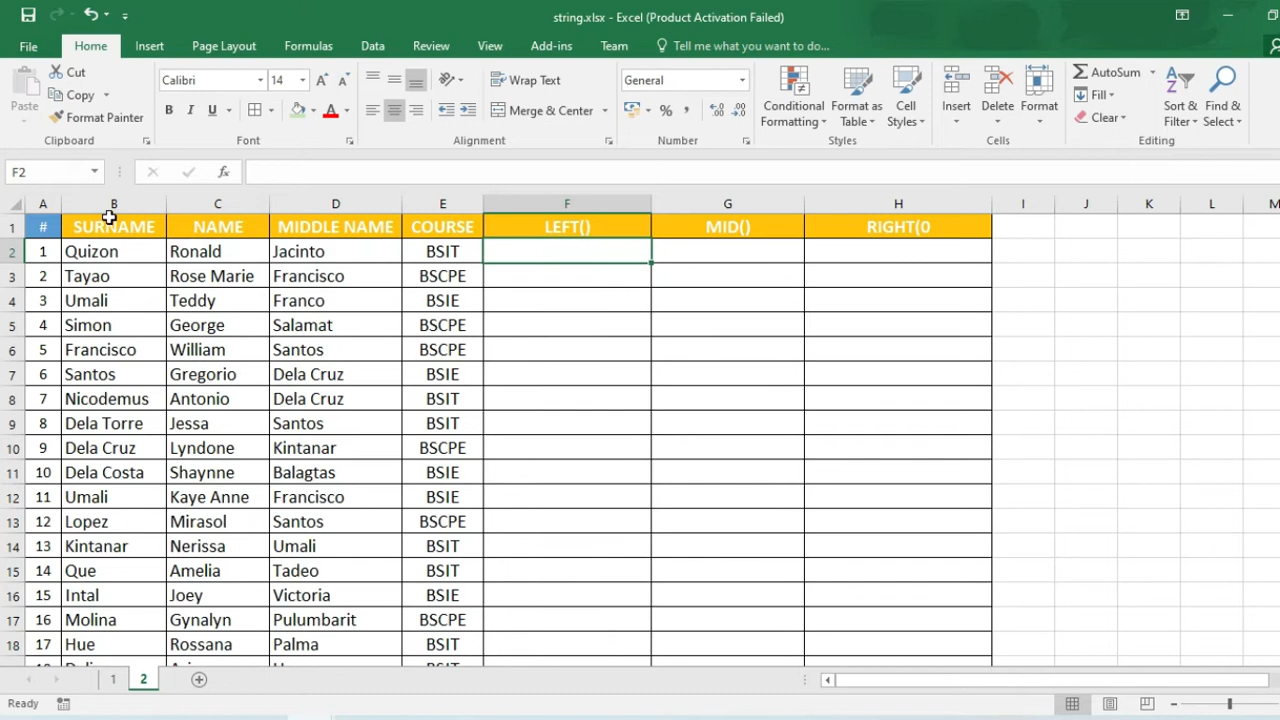 string.xlsx - Excel (Product Activation Failed)
File Home Insert Page Layout Formulas Data Review View Add-ins Team Tell me what you want to do...
Paste
Cut
Copy
Format Painter
Clipboard
Calibri 14
B I U
Font
Wrap Text
Merge & Center
Alignment
General
Number
Conditional Formatting
Format as Table
Cell Styles
Styles
Insert Delete Format
Cells
AutoSum
Fill
Clear
Sort & Filter
Find & Select
Editing
F2
A B C D E F G H I J K L M
1 # SURNAME NAME MIDDLE NAME COURSE LEFT() MID() RIGHT(0
2 1 Quizon Ronald Jacinto BSIT
3 2 Tayao Rose Marie Francisco BSCPE
4 3 Umali Teddy Franco BSIE
5 4 Simon George Salamat BSCPE
6 5 Francisco William Santos BSCPE
7 6 Santos Gregorio Dela Cruz BSIE
8 7 Nicodemus Antonio Dela Cruz BSIT
9 8 Dela Torre Jessa Santos BSIT
10 9 Dela Cruz Lyndone Kintanar BSCPE
11 10 Dela Costa Shaynne Balagtas BSIE
12 11 Umali Kaye Anne Francisco BSIE
13 12 Lopez Mirasol Santos BSCPE
14 13 Kintanar Nerissa Umali BSIT
15 14 Que Amelia Tadeo BSIT
16 15 Intal Joey Victoria BSIE
17 16 Molina Gynalyn Pulumbarit BSCPE
18 17 Hue Rossana Palma BSIT
1 2
Ready